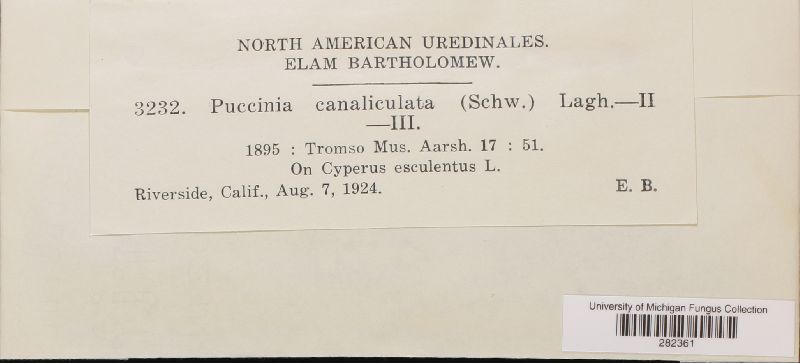 NORTH AMERICAN UREDINALES.
ELAM BARTHOLOMEW.
3232. Puccinia canaliculata (Schw.) Lagh.—II
—III.
1895 : Tromso Mus. Aarsh. 17 : 51.
On Cyperus esculentus L.
Riverside, Calif., Aug. 7, 1924. E. B.
University of Michigan Fungus Collection
282361